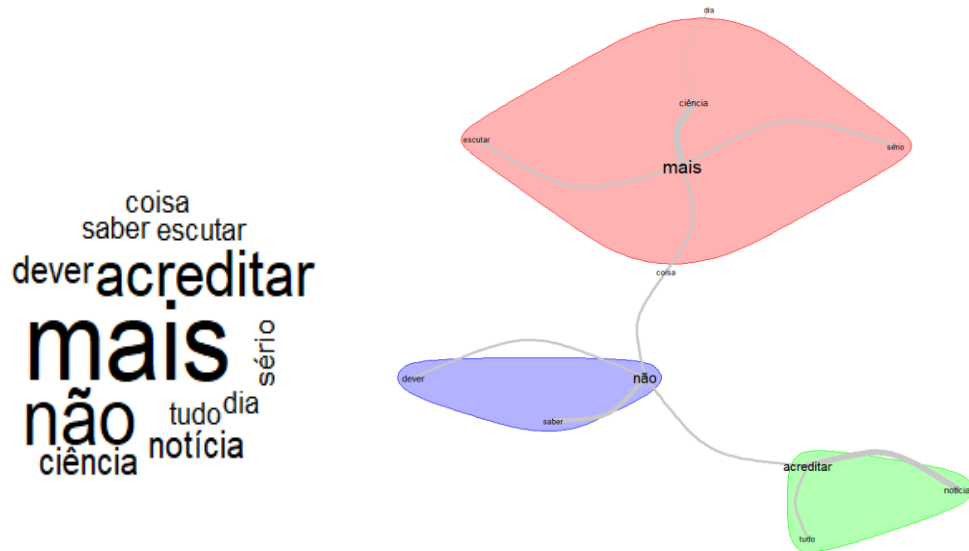 coisa
saber escutar
dever acreditar
mais
sério
não
tudo dia
notícia
ciência
dia
ciência
escutar
sério
mais
coisa
dever
não
saber
acreditar
notícia
tudo